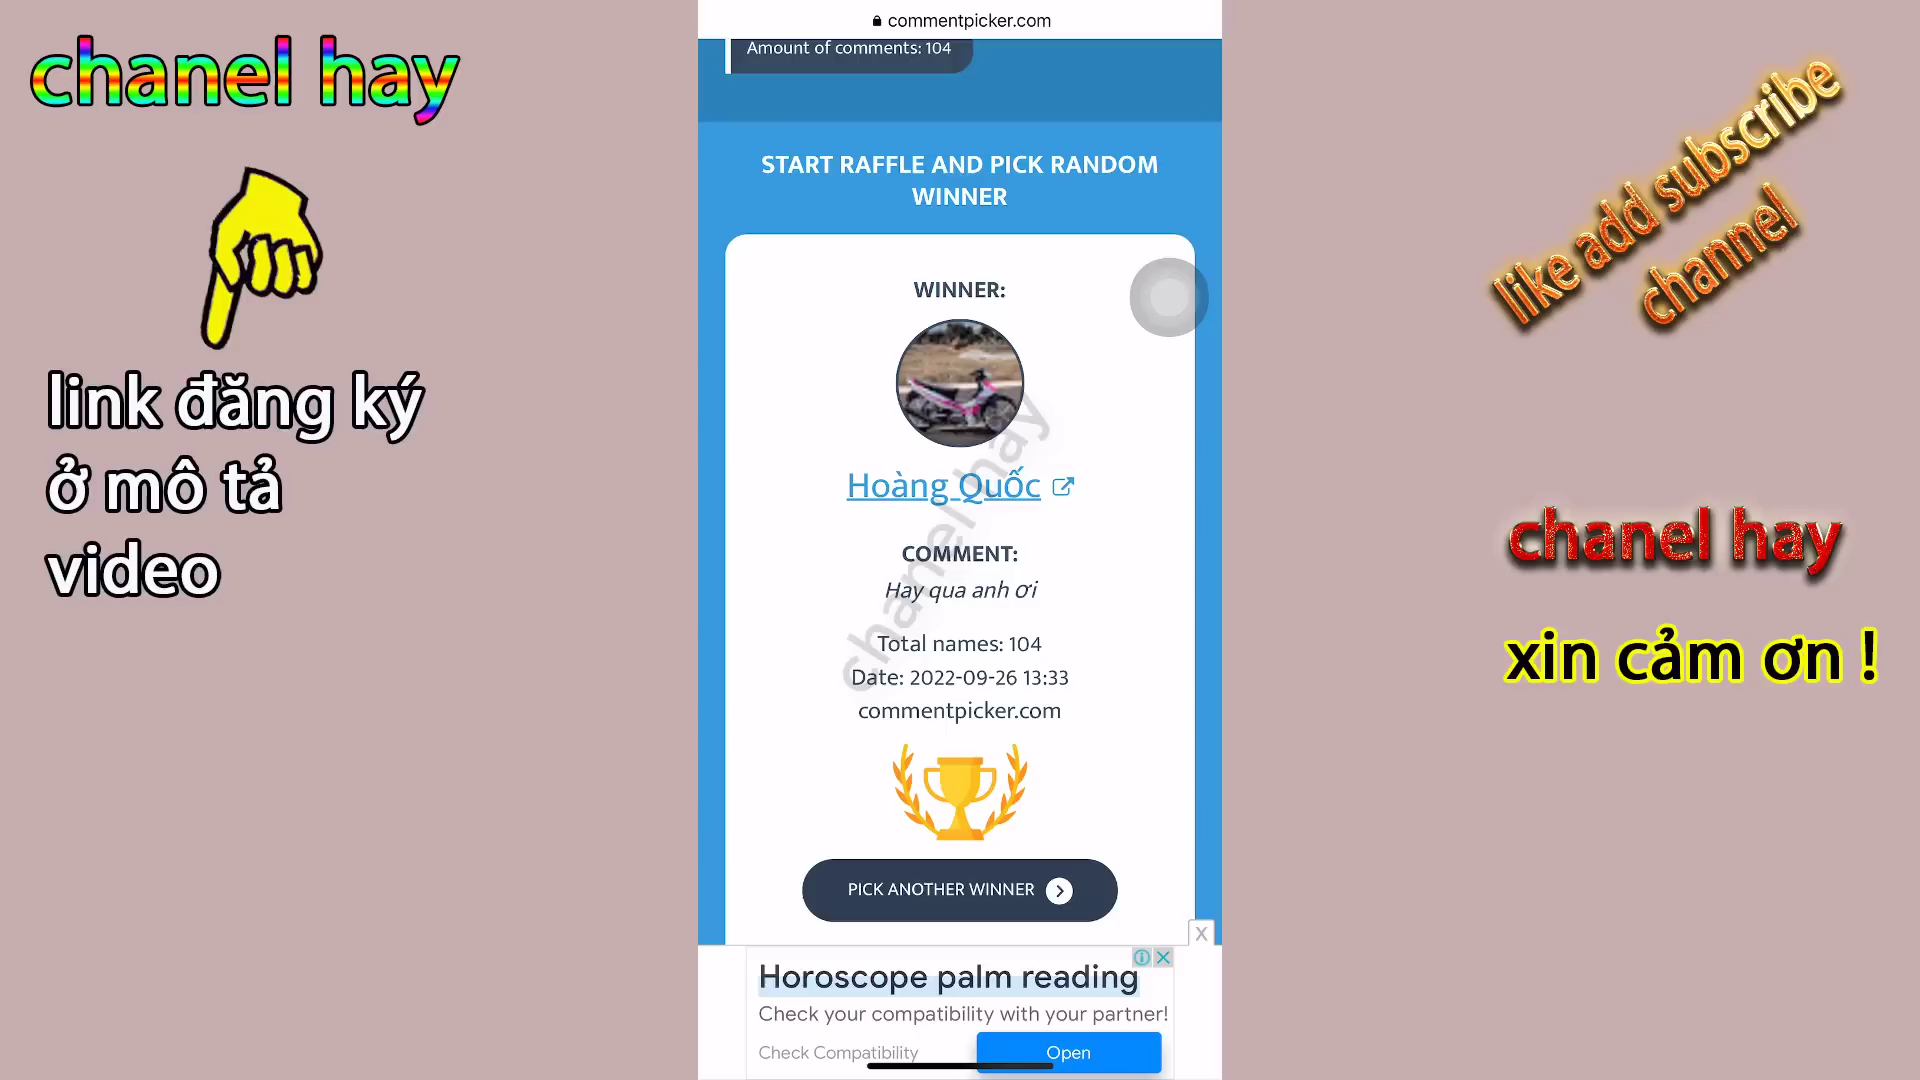 chanel hay
link đăng ký
ở mô tả
video
commentpicker.com
Amount of comments: 104
START RAFFLE AND PICK RANDOM
WINNER
WINNER:
Hoàng Quốc
COMMENT:
Hay qua anh ơi
Total names: 104
Date: 2022-09-26 13:33
commentpicker.com
chanel hay
PICK ANOTHER WINNER
X
Horoscope palm reading
Check your compatibility with your partner!
Check Compatibility
Open
like add subscribe
channel
chanel hay
xin cảm ơn !